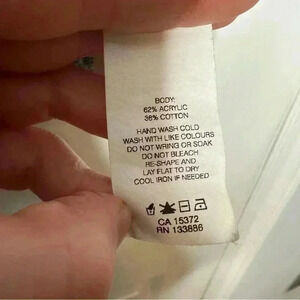 BODY:
62% ACRYLIC
38% COTTON
HAND WASH COLD
WASH WITH LIKE COLOURS
DO NOT WRING OR SOAK
DO NOT BLEACH
RE-SHAPE AND
LAY FLAT TO DRY
COOL IRON IF NEEDED
CA 15372
RN 133886